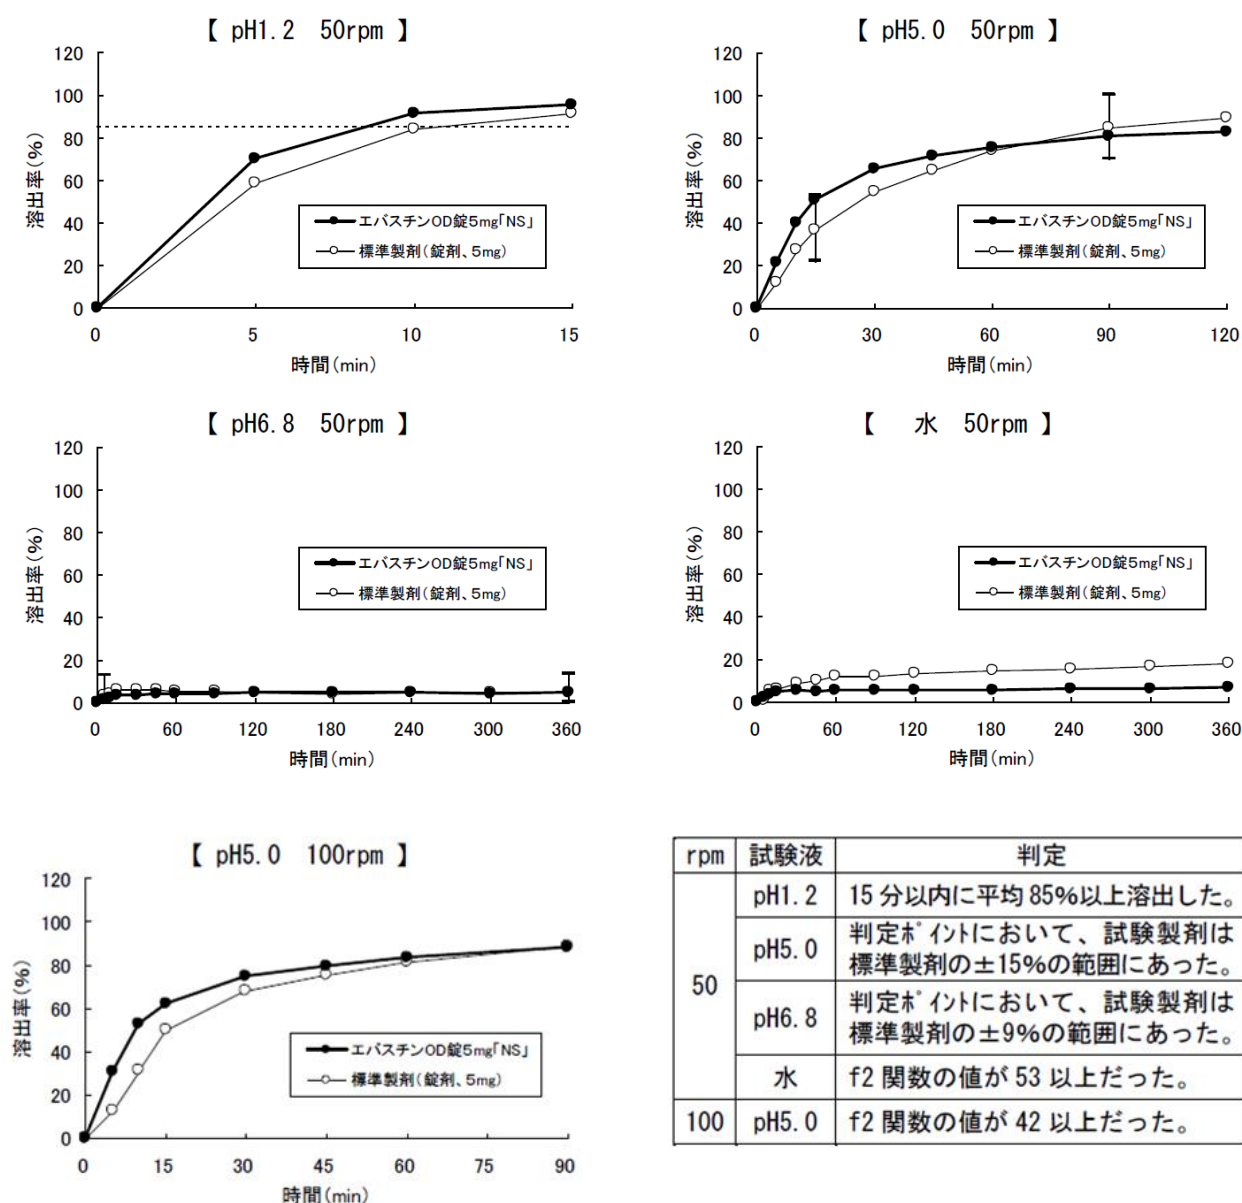 【 pH1.2 50rpm 】
120
100
80
60
40
20
0
溶出率(%)
0 5 10 15
時間(min)
エバスチンOD錠5mg「NS」
標準製剤(錠剤、5mg)
【 pH5.0 50rpm 】
120
100
80
60
40
20
0
溶出率(%)
0 30 60 90 120
時間(min)
エバスチンOD錠5mg「NS」
標準製剤(錠剤、5mg)
【 pH6.8 50rpm 】
120
100
80
60
40
20
0
溶出率(%)
0 60 120 180 240 300 360
時間(min)
エバスチンOD錠5mg「NS」
標準製剤(錠剤、5mg)
【 水 50rpm 】
120
100
80
60
40
20
0
溶出率(%)
0 60 120 180 240 300 360
時間(min)
エバスチンOD錠5mg「NS」
標準製剤(錠剤、5mg)
【 pH5.0 100rpm 】
120
100
80
60
40
20
0
溶出率(%)
0 15 30 45 60 75 90
時間(min)
エバスチンOD錠5mg「NS」
標準製剤(錠剤、5mg)
rpm 試験液 判定
50
pH1.2 15分以内に平均85%以上溶出した。
pH5.0 判定ポイントにおいて、試験製剤は
標準製剤の±15%の範囲にあった。
pH6.8 判定ポイントにおいて、試験製剤は
標準製剤の±9%の範囲にあった。
水 f2関数の値が53以上だった。
100 pH5.0 f2関数の値が42以上だった。